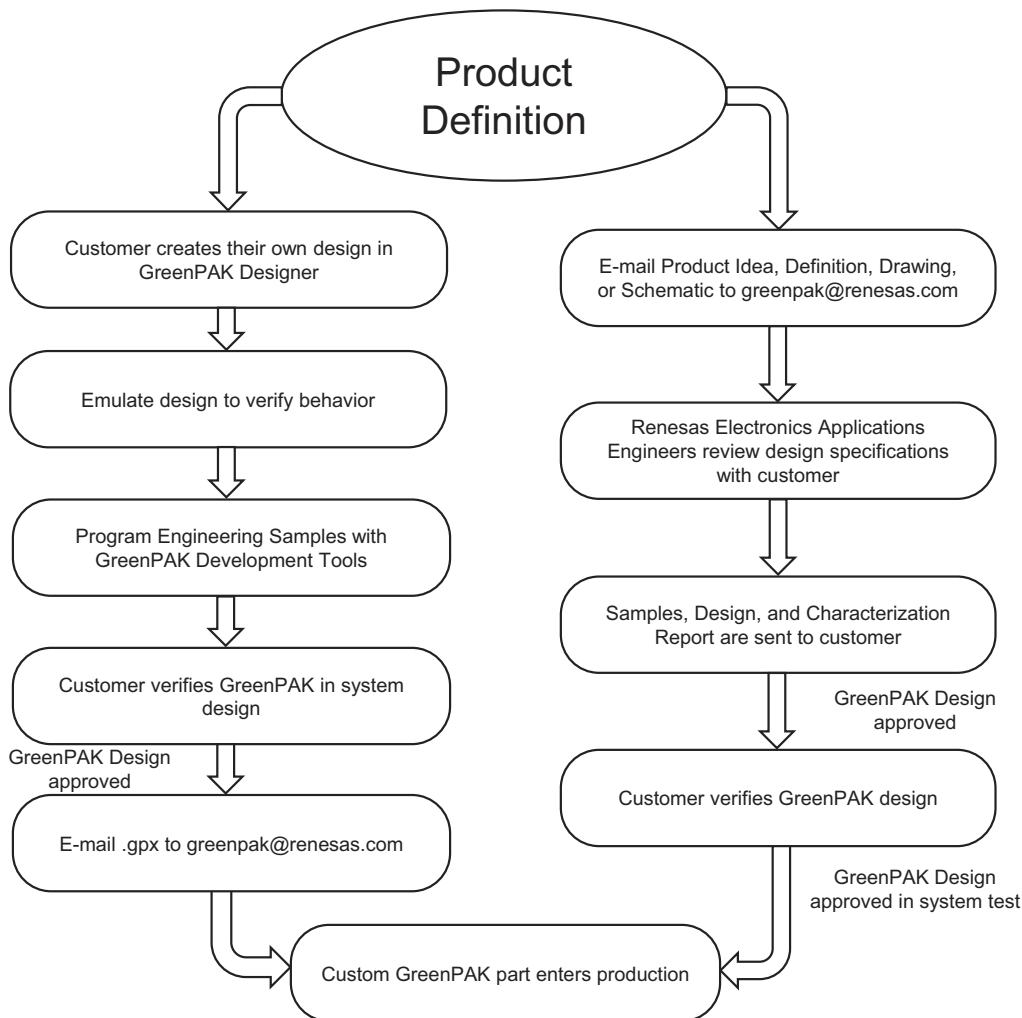 Product
Definition
Customer creates their own design in
GreenPAK Designer
Emulate design to verify behavior
Program Engineering Samples with
GreenPAK Development Tools
Customer verifies GreenPAK in system
design
GreenPAK Design
approved
E-mail .gpx to greenpak@renesas.com
E-mail Product Idea, Definition, Drawing,
or Schematic to greenpak@renesas.com
Renesas Electronics Applications
Engineers review design specifications
with customer
Samples, Design, and Characterization
Report are sent to customer
GreenPAK Design
approved
Customer verifies GreenPAK design
GreenPAK Design
approved in system test
Custom GreenPAK part enters production